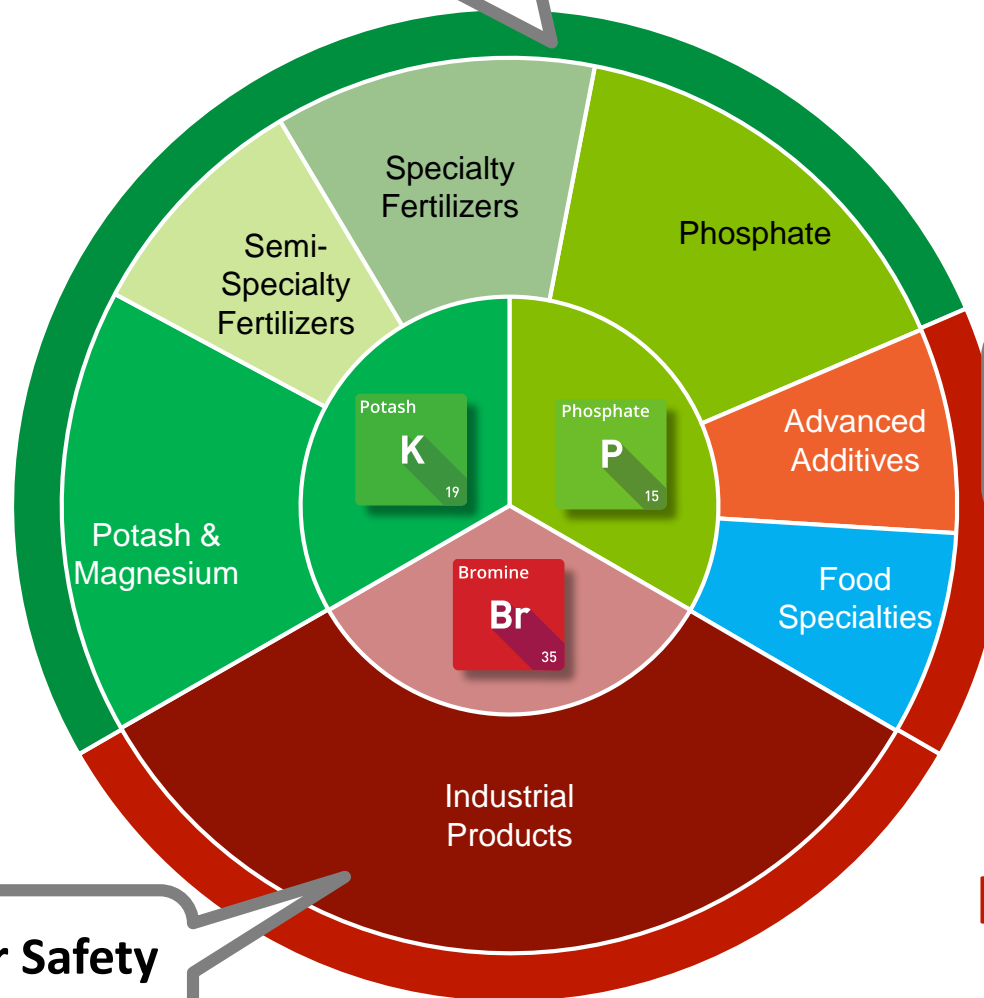 Specialty
Fertilizers
Phosphate
Semi-
Specialty
Fertilizers
Potash
K
19
Phosphate
P
15
Advanced
Additives
Potash &
Magnesium
Bromine
Br
35
Food
Specialties
Industrial
Products
Safety